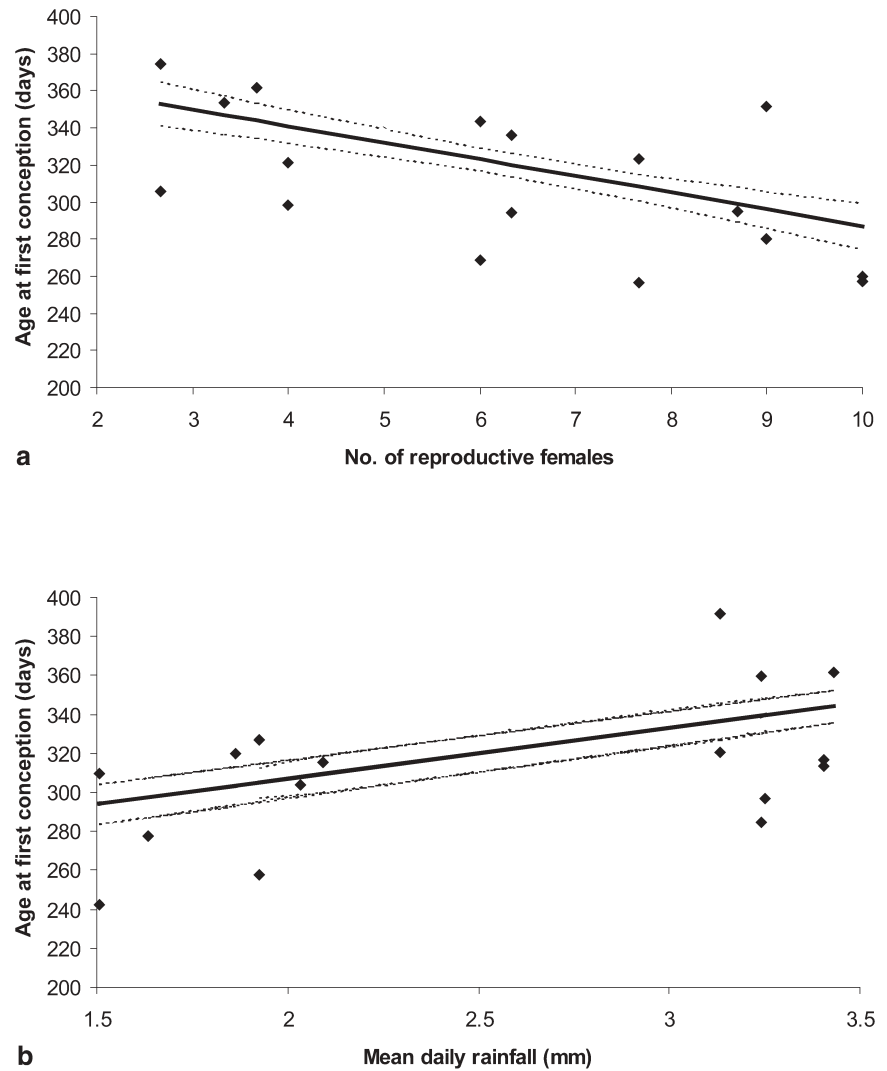 400
380
360
340
320
300
280
260
240
220
200
Age at first conception (days)
2 3 4 5 6 7 8 9 10
a
No. of reproductive females
400
380
360
340
320
300
280
260
240
220
200
Age at first conception (days)
1.5 2 2.5 3 3.5
b
Mean daily rainfall (mm)